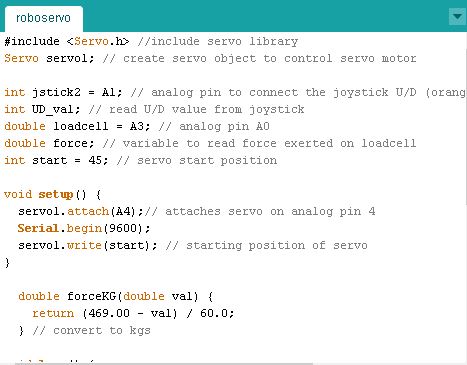 roboservo
#include <Servo.h> //include servo library
Servo servo1; // create servo object to control servo motor
int jstick2 = A1; // analog pin to connect the joystick U/D (orang
int UD_val; // read U/D value from joystick
double loadcell = A3; // analog pin A0
double force; // variable to read force exerted on loadcell
int start = 45; // servo start position
void setup() {
servo1.attach(A4);// attaches servo on analog pin 4
Serial.begin(9600);
servo1.write(start); // starting position of servo
}
double forceKG(double val) {
return (469.00 - val) / 60.0;
} // convert to kgs